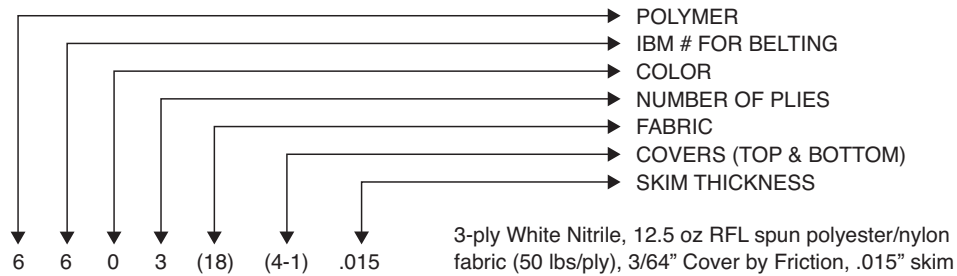 POLYMER
IBM # FOR BELTING
COLOR
NUMBER OF PLIES
FABRIC
COVERS (TOP & BOTTOM)
SKIM THICKNESS
6 6 0 3 (18) (4-1) .015
3-ply White Nitrile, 12.5 oz RFL spun polyester/nylon
fabric (50 lbs/ply), 3/64” Cover by Friction, .015” skim